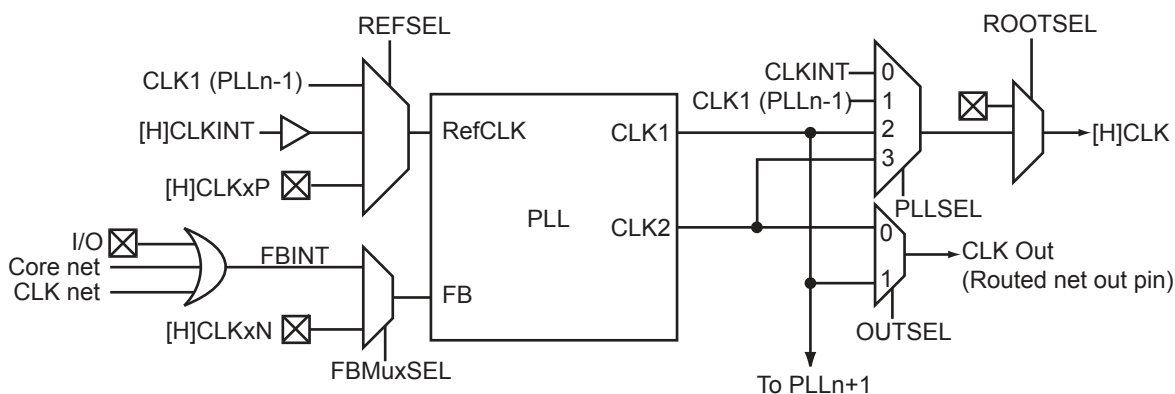 REFSEL
ROOTSEL
CLK1 (PLLn-1)
[H]CLKINT
[H]CLKxP
RefCLK
CLK1
PLL
CLK2
FB
CLKINT
CLK1 (PLLn-1)
0
1
2
3
PLLSEL
[H]CLK
I/O
Core net
CLK net
FBINT
[H]CLKxN
FBMuxSEL
0
1
OUTSEL
CLK Out
(Routed net out pin)
To PLLn+1